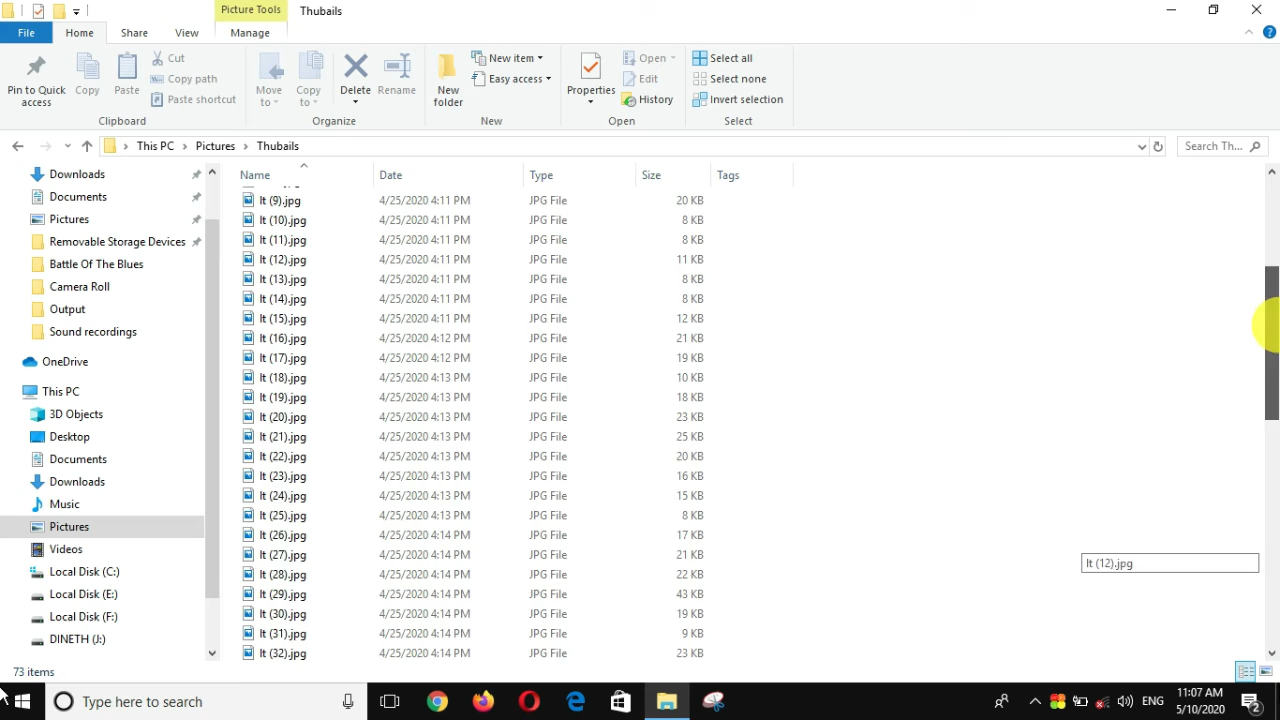 Picture Tools
Thubails
File
Home
Share
View
Manage
Pin to Quick access
Copy
Paste
Cut
Copy path
Paste shortcut
Clipboard
Move to
Copy to
Delete
Rename
Organize
New folder
New item
Easy access
New
Properties
Open
Edit
History
Open
Select all
Select none
Invert selection
Select
This PC
Pictures
Thubails
Search Th...
Downloads
Documents
Pictures
Removable Storage Devices
Battle Of The Blues
Camera Roll
Output
Sound recordings
OneDrive
This PC
3D Objects
Desktop
Documents
Downloads
Music
Pictures
Videos
Local Disk (C:)
Local Disk (E:)
Local Disk (F:)
DINETH (J:)
Name Date Type Size Tags
It (9).jpg 4/25/2020 4:11 PM JPG File 20 KB
It (10).jpg 4/25/2020 4:11 PM JPG File 8 KB
It (11).jpg 4/25/2020 4:11 PM JPG File 8 KB
It (12).jpg 4/25/2020 4:11 PM JPG File 11 KB
It (13).jpg 4/25/2020 4:11 PM JPG File 8 KB
It (14).jpg 4/25/2020 4:11 PM JPG File 8 KB
It (15).jpg 4/25/2020 4:11 PM JPG File 12 KB
It (16).jpg 4/25/2020 4:12 PM JPG File 21 KB
It (17).jpg 4/25/2020 4:12 PM JPG File 19 KB
It (18).jpg 4/25/2020 4:13 PM JPG File 10 KB
It (19).jpg 4/25/2020 4:13 PM JPG File 18 KB
It (20).jpg 4/25/2020 4:13 PM JPG File 23 KB
It (21).jpg 4/25/2020 4:13 PM JPG File 25 KB
It (22).jpg 4/25/2020 4:13 PM JPG File 20 KB
It (23).jpg 4/25/2020 4:13 PM JPG File 16 KB
It (24).jpg 4/25/2020 4:13 PM JPG File 15 KB
It (25).jpg 4/25/2020 4:13 PM JPG File 8 KB
It (26).jpg 4/25/2020 4:14 PM JPG File 17 KB
It (27).jpg 4/25/2020 4:14 PM JPG File 21 KB
It (28).jpg 4/25/2020 4:14 PM JPG File 22 KB
It (29).jpg 4/25/2020 4:14 PM JPG File 43 KB
It (30).jpg 4/25/2020 4:14 PM JPG File 19 KB
It (31).jpg 4/25/2020 4:14 PM JPG File 9 KB
It (32).jpg 4/25/2020 4:14 PM JPG File 23 KB
It (12).jpg
73 items
Type here to search
ENG
11:07 AM
5/10/2020
2